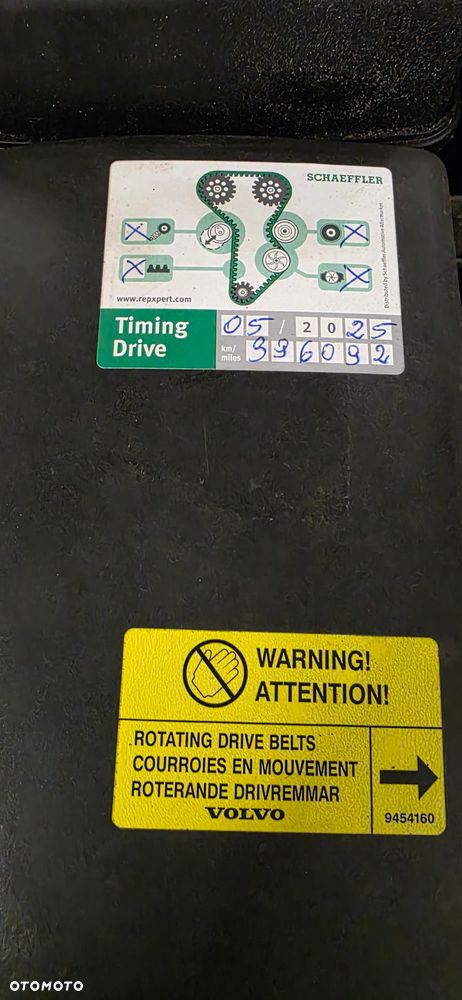 SCHAEFFLER
Distributed by Schaeffler Automotive Aftermarket
www.repxpert.com
Timing Drive
05 / 2025
km/miles 336092
WARNING!
ATTENTION!
ROTATING DRIVE BELTS
COURROIES EN MOUVEMENT
ROTERANDE DRIVREMMAR
VOLVO
9454160
OTOMOTO